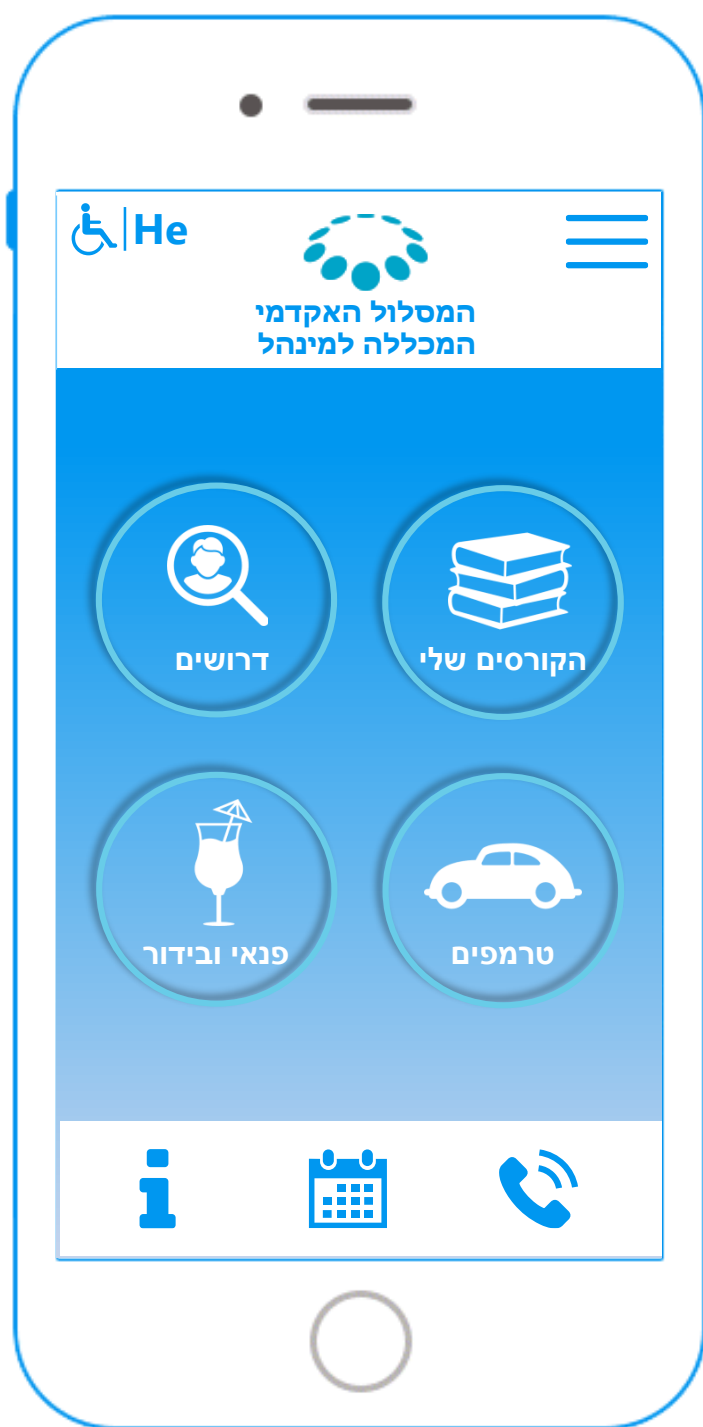 He
המסלול האקדמי
המכללה למינהל
הקורסים שלי
דרושים
טרמפים
פנאי ובידור